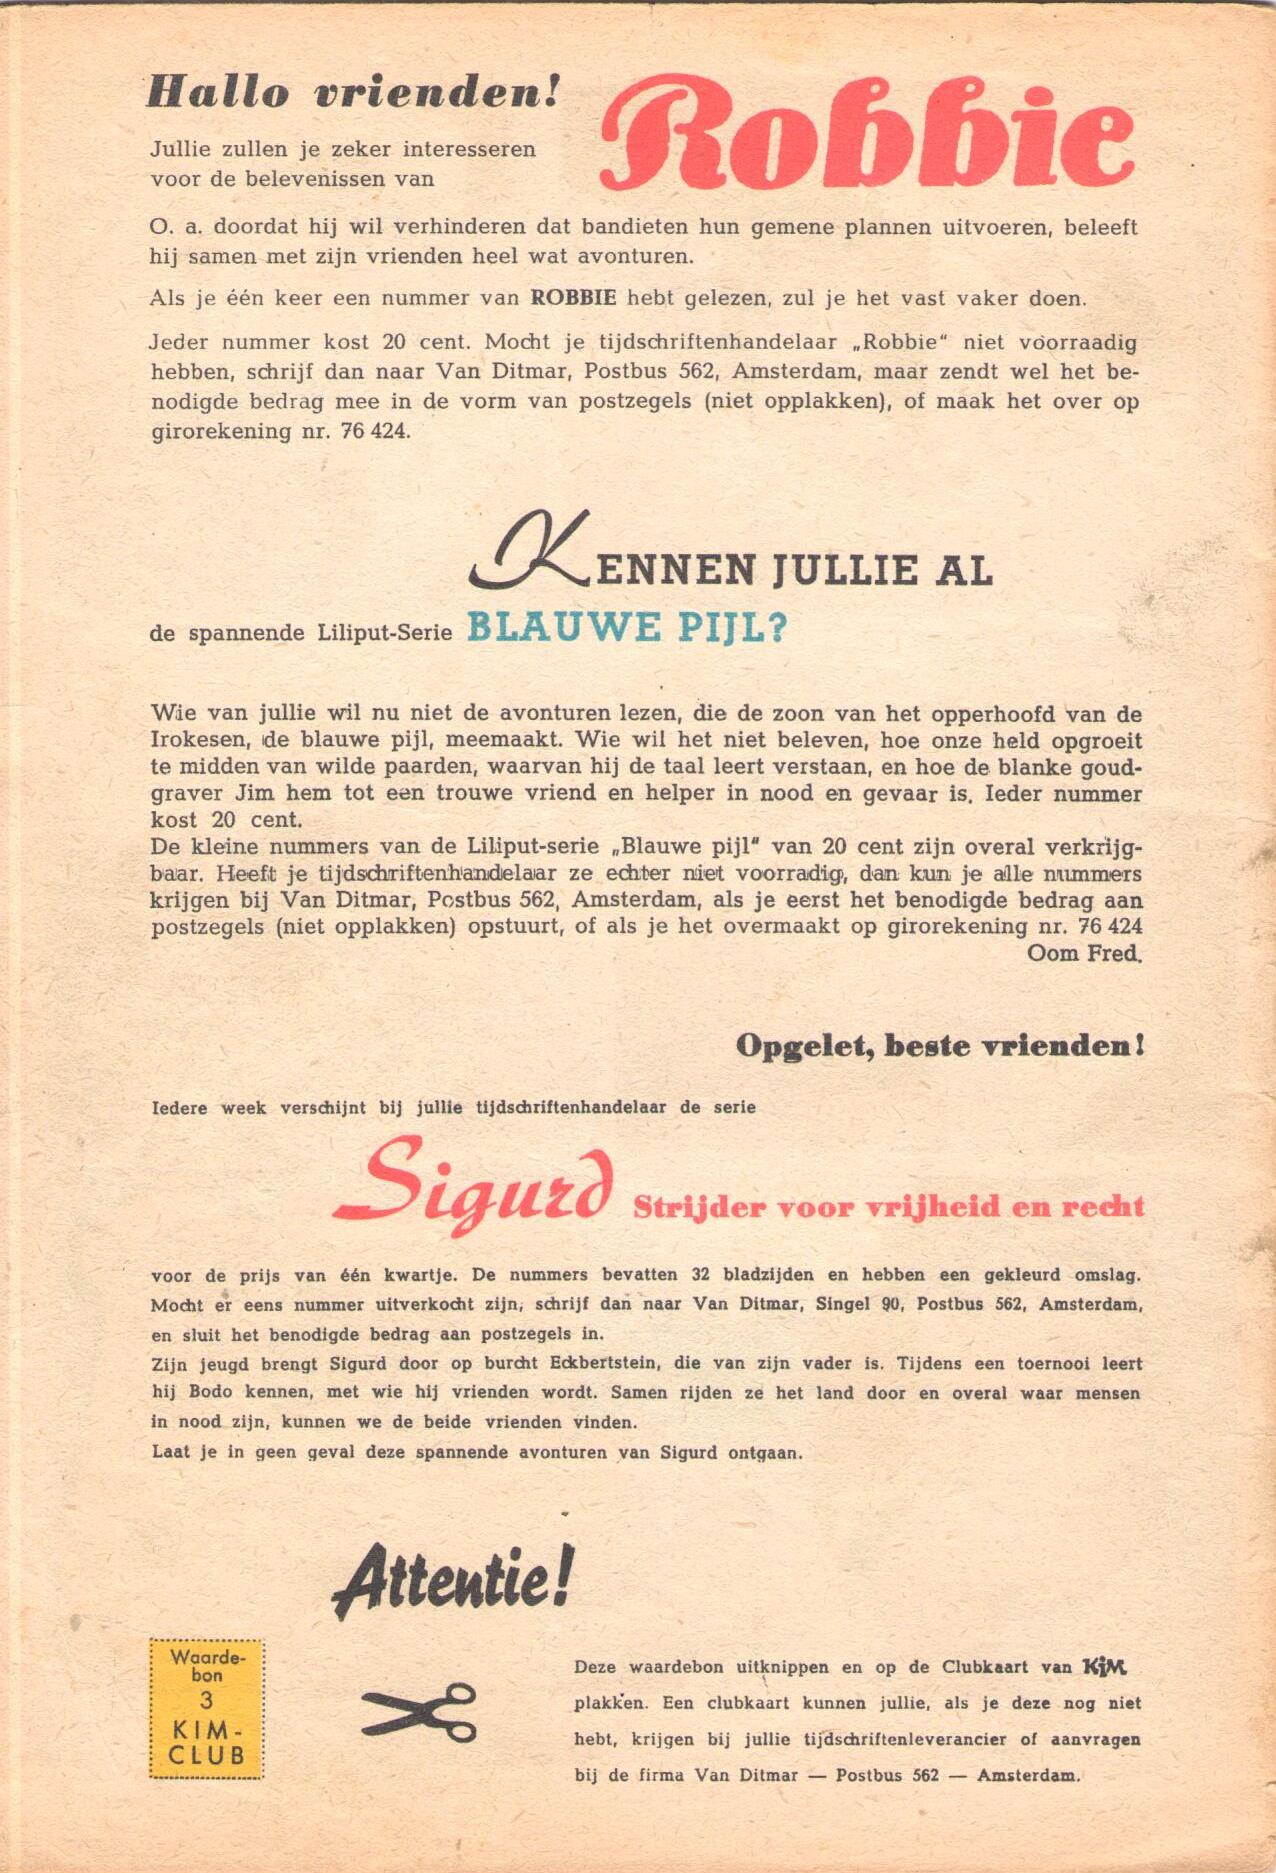 Hallo vrienden!
Jullie zullen je zeker interesseren
voor de belevenissen van
Robbie
O. a. doordat hij wil verhinderen dat bandieten hun gemene plannen uitvoeren, beleeft
hij samen met zijn vrienden heel wat avonturen.
Als je één keer een nummer van ROBBIE hebt gelezen, zul je het vast vaker doen.
Jeder nummer kost 20 cent. Mocht je tijdschriftenhandelaar „Robbie“ niet voorraadig
hebben, schrijf dan naar Van Ditmar, Postbus 562, Amsterdam, maar zendt wel het be-
nodigde bedrag mee in de vorm van postzegels (niet opplakken), of maak het over op
girorekening nr. 76 424.
KENNEN JULLIE AL
de spannende Liliput-Serie BLAUWE PIJL?
Wie van jullie wil nu niet de avonturen lezen, die de zoon van het opperhoofd van de
Irokesen, de blauwe pijl, meemaakt. Wie wil het niet beleven, hoe onze held opgroeit
te midden van wilde paarden, waarvan hij de taal leert verstaan, en hoe de blanke goud-
graver Jim hem tot een trouwe vriend en helper in nood en gevaar is. Ieder nummer
kost 20 cent.
De kleine nummers van de Liliput-serie „Blauwe pijl“ van 20 cent zijn overal verkrijg-
baar. Heeft je tijdschriftenhandelaar ze echter niet voorradig, dan kun je alle nummers
krijgen bij Van Ditmar, Postbus 562, Amsterdam, als je eerst het benodigde bedrag aan
postzegels (niet opplakken) opstuurt, of als je het overmaakt op girorekening nr. 76 424
Oom Fred.
Opgelet, beste vrienden!
Iedere week verschijnt bij jullie tijdschriftenhandelaar de serie
Sigurd Strijder voor vrijheid en recht
voor de prijs van één kwartje. De nummers bevatten 32 bladzijden en hebben een gekleurd omslag.
Mocht er eens nummer uitverkocht zijn, schrijf dan naar Van Ditmar, Singel 90, Postbus 562, Amsterdam,
en sluit het benodigde bedrag aan postzegels in.
Zijn jeugd brengt Sigurd door op burcht Eckbertstein, die van zijn vader is. Tijdens een toernooi leert
hij Bodo kennen, met wie hij vrienden wordt. Samen rijden ze het land door en overal waar mensen
in nood zijn, kunnen we de beide vrienden vinden.
Laat je in geen geval deze spannende avonturen van Sigurd ontgaan.
Attentie!
Waarde-
bon
3
KIM-
CLUB
Deze waardebon uitknippen en op de Clubkaart van KIM
plakken. Een clubkaart kunnen jullie, als je deze nog niet
hebt, krijgen bij jullie tijdschriftenleverancier of aanvragen
bij de firma Van Ditmar — Postbus 562 — Amsterdam.